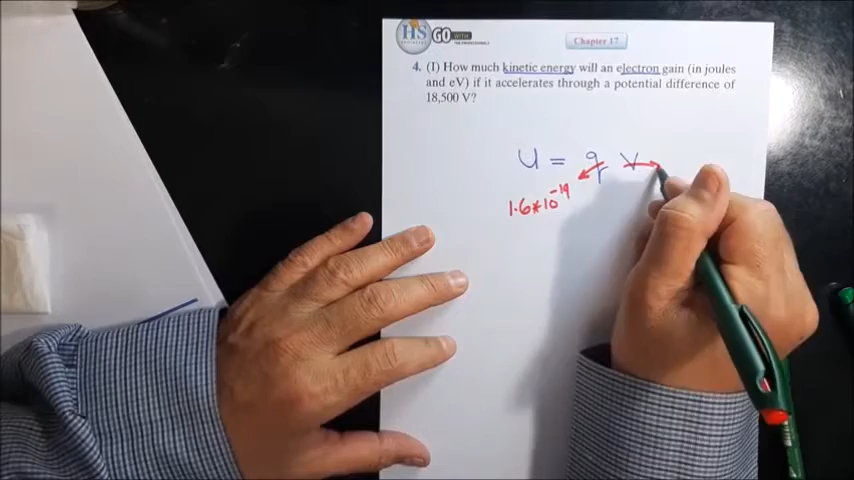 HS GO WITH
Chapter 17
4. (I) How much kinetic energy will an electron gain (in joules
and eV) if it accelerates through a potential difference of
18,500 V?
U = q V
1.6*10-19